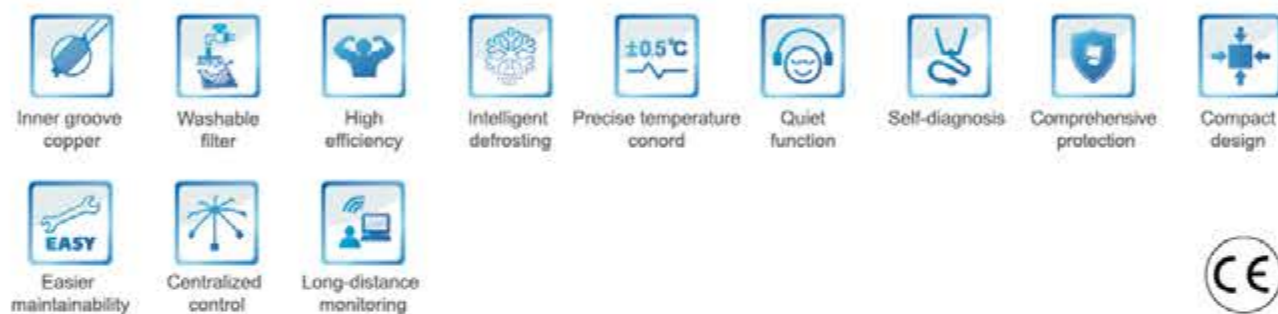 ±0.5℃
Inner groove
copper
Washable
filter
High
efficiency
Intelligent
defrosting
Precise temperature
conord
Quiet
function
Self-diagnosis
Comprehensive
protection
Compact
design
EASY
Easier
maintainability
Centralized
control
Long-distance
monitoring
CE